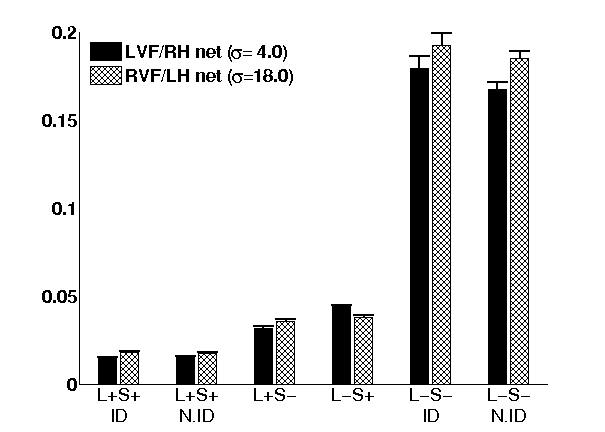 0.2
LVF/RH net (σ= 4.0)
RVF/LH net (σ=18.0)
0.15
0.1
0.05
0
L+S+ L+S+ L+S− L−S+ L−S− L−S−
ID N.ID ID N.ID